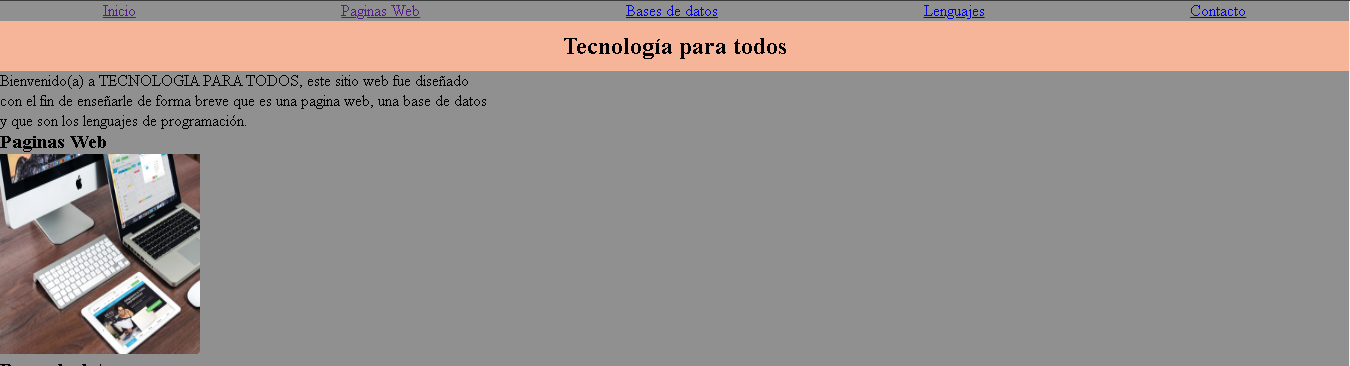 Inicio Paginas Web Bases de datos Lenguajes Contacto
Tecnología para todos
Bienvenido(a) a TECNOLOGIA PARA TODOS, este sitio web fue diseñado
con el fin de enseñarle de forma breve que es una pagina web, una base de datos
y que son los lenguajes de programación.
Paginas Web